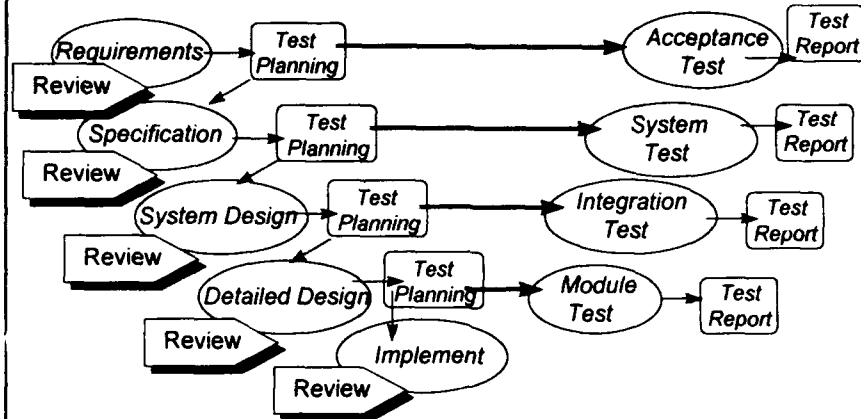 Requirements
Test
Planning
Acceptance
Test
Test
Report
Review
Specification
Test
Planning
System
Test
Test
Report
Review
System Design
Test
Planning
Integration
Test
Test
Report
Review
Detailed Design
Test
Planning
Module
Test
Test
Report
Review
Implement
Review